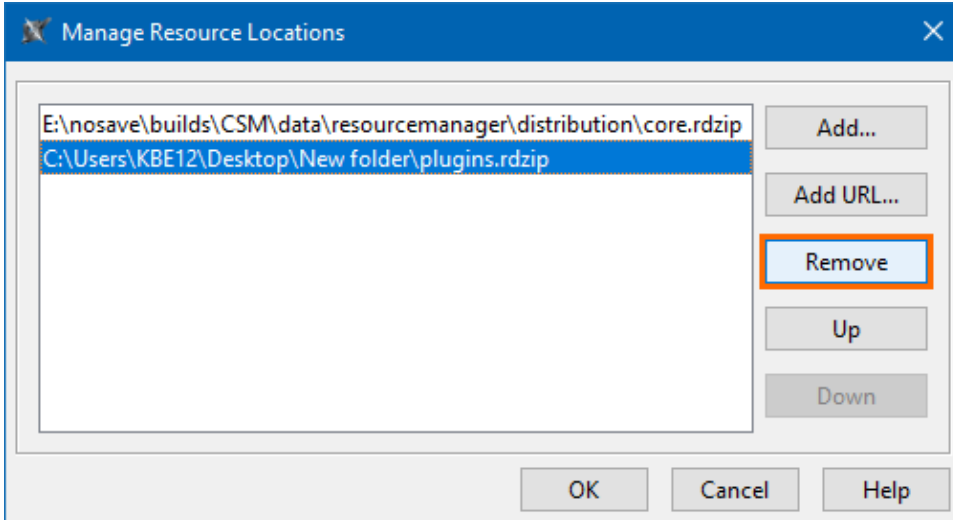 Manage Resource Locations
E:\nosave\builds\CSM\data\resourcemanager\distribution\core.rdzip
C:\Users\KBE12\Desktop\New folder\plugins.rdzip
Add...
Add URL...
Remove
Up
Down
OK
Cancel
Help